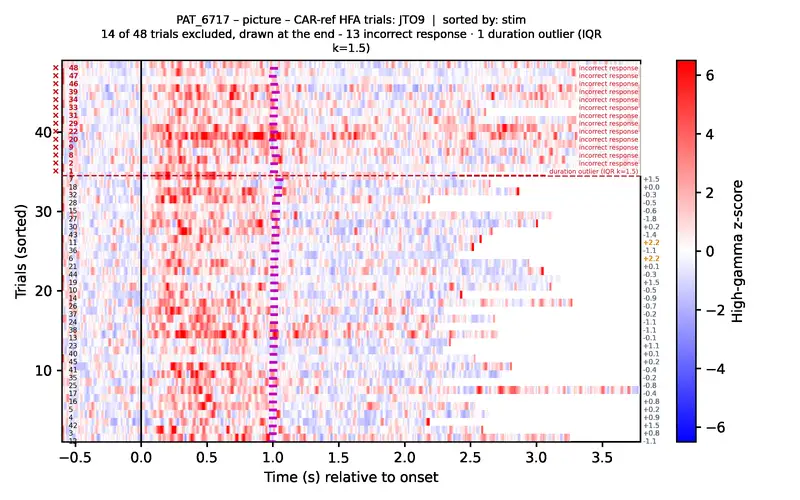 PAT_6717 – picture – CAR-ref HFA trials: JTO9 | sorted by: stim
14 of 48 trials excluded, drawn at the end - 13 incorrect response · 1 duration outlier (IQR
k=1.5)
Trials (sorted)
40
30
20
10
× 48 incorrect response
× 47 incorrect response
× 46 incorrect response
× 39 incorrect response
× 34 incorrect response
× 33 incorrect response
× 31 incorrect response
× 29 incorrect response
× 22 incorrect response
× 20 incorrect response
× 9 incorrect response
× 8 incorrect response
× 2 incorrect response
× 1 duration outlier (IQR k=1.5)
7 +1.5
18 +0.0
32 -0.3
28 -0.5
15 -0.6
27 -1.8
30 +0.2
43 -1.4
11 +2.2
36 -1.1
6 +2.2
21 +0.1
44 -0.3
19 +1.5
10 -0.5
14 -0.9
26 -0.7
37 -0.2
24 -1.1
38 -1.1
13 -0.1
23 +1.1
40 +0.1
45 +0.2
41 -0.4
35 -0.2
25 -0.8
17 -0.4
16 +0.8
5 +0.2
4 +0.9
42 +1.5
3 +0.8
12 -1.1
−0.5 0.0 0.5 1.0 1.5 2.0 2.5 3.0 3.5
Time (s) relative to onset
6
4
2
0
−2
−4
−6
High-gamma z-score